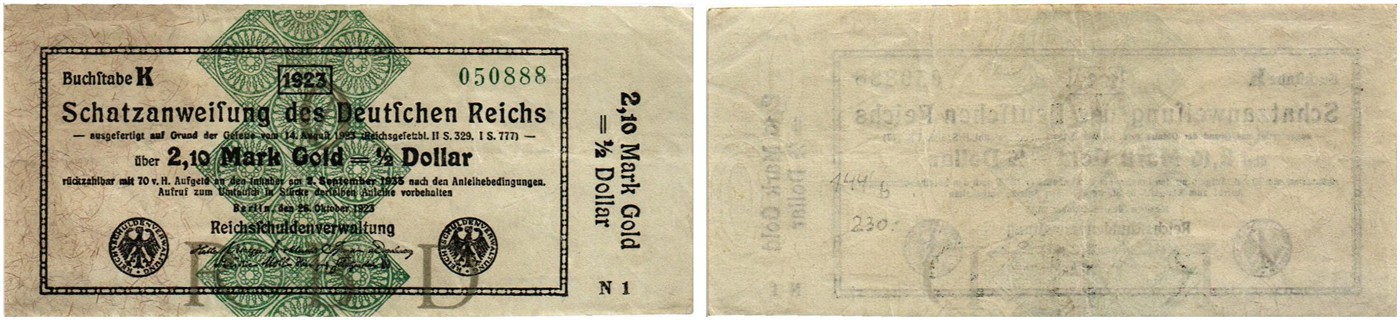 Buchſtabe K
1923
050888
Schatzanweiſung des Deutſchen Reichs
— ausgefertigt auf Grund der Geſetze vom 14. Auguſt 1923 (Reichsgeſetzbl. II S. 329, I S. 777) —
über 2,10 Mark Gold = ½ Dollar
rückzahlbar mit 70 v. H. Aufgeld an den Inhaber am 2. September 1935 nach den Anleihebedingungen.
Aufruf zum Umtauſch in Stücke derſelben Anleihe vorbehalten
Berlin, den 26. Oktober 1923
Reichsſchuldenverwaltung
REICHSSCHULDENVERWALTUNG
REICHSSCHULDENVERWALTUNG
R D
2,10 Mark Gold
= ½ Dollar
N 1
144 b
230.